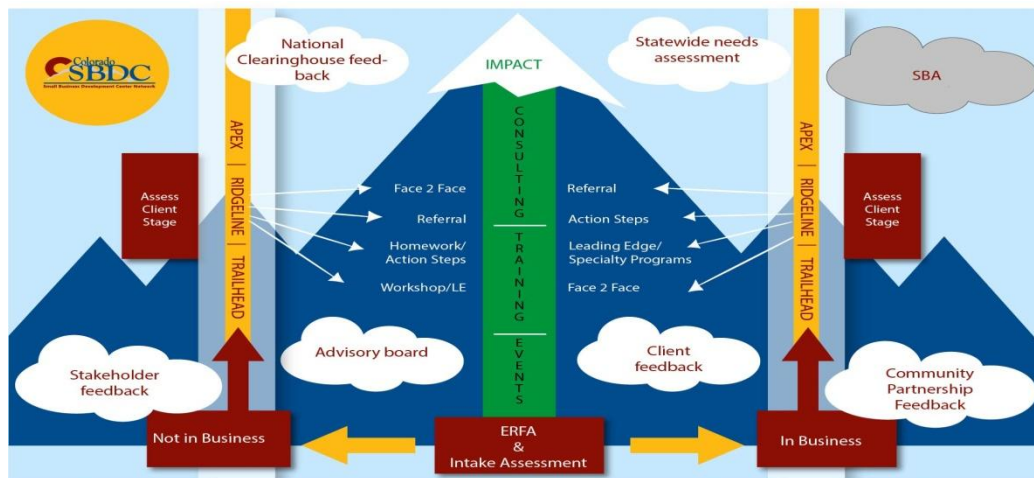 Colorado
SBDC
Small Business Development Center Network
National
Clearinghouse feed-
back
IMPACT
Statewide needs
assessment
SBA
APEX | RIDGELINE | TRAILHEAD
Assess
Client
Stage
Face 2 Face
Referral
Homework/
Action Steps
Workshop/LE
CONSULTING
TRAINING
EVENTS
Referral
Action Steps
Leading Edge/
Specialty Programs
Face 2 Face
APEX | RIDGELINE | TRAILHEAD
Assess
Client
Stage
Stakeholder
feedback
Advisory board
Client
feedback
Community
Partnership
Feedback
Not in Business
ERFA
&
Intake Assessment
In Business